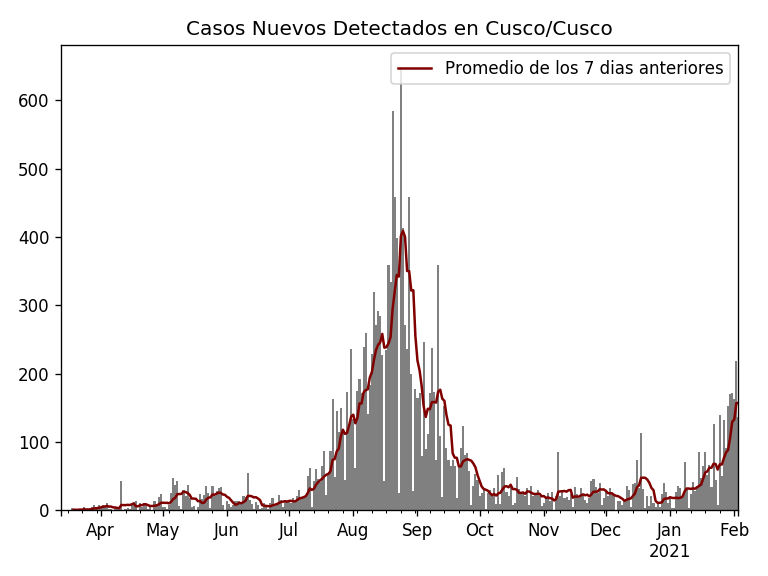 Casos Nuevos Detectados en Cusco/Cusco
Promedio de los 7 dias anteriores
600
500
400
300
200
100
0
Apr May Jun Jul Aug Sep Oct Nov Dec Jan Feb
2021